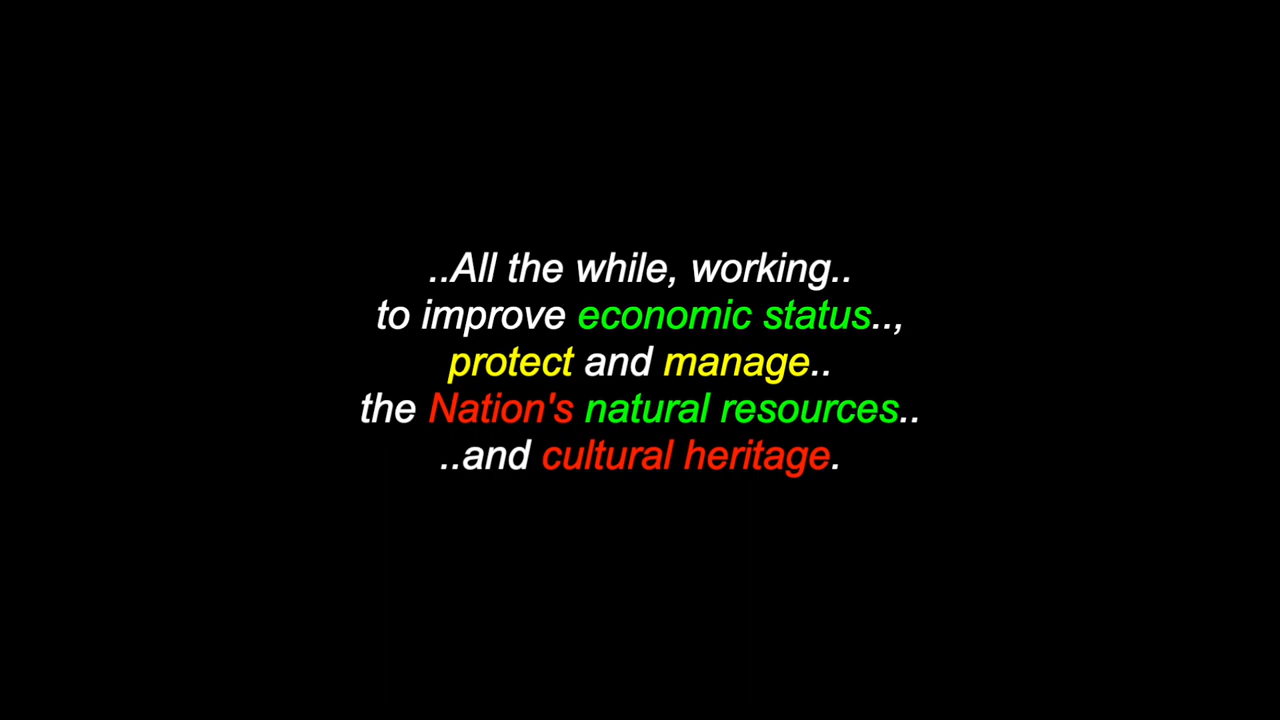 ..All the while, working..
to improve economic status..,
protect and manage..
the Nation's natural resources..
..and cultural heritage.